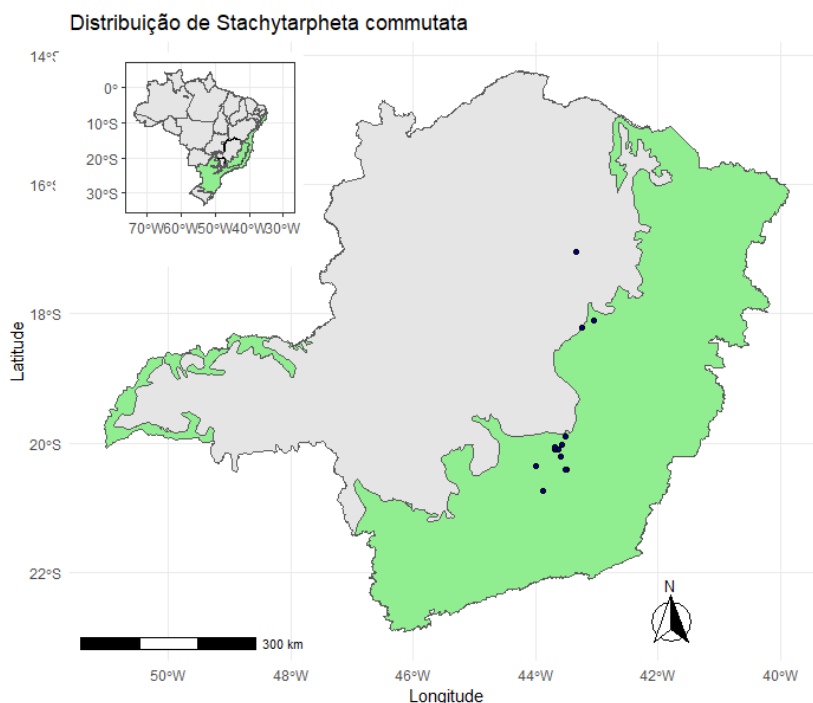 Distribuição de Stachytarpheta commutata
14°S
16°S
18°S
20°S
22°S
Latitude
0°
10°S
20°S
30°S
70°W60°W50°W40°W30°W
N
300 km
50°W 48°W 46°W 44°W 42°W 40°W
Longitude